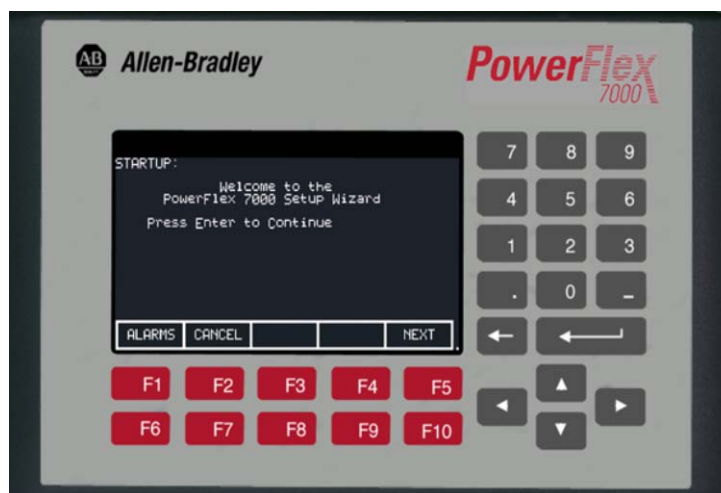 AB
Allen-Bradley
PowerFlex
7000
STARTUP:
Welcome to the
PowerFlex 7000 Setup Wizard
Press Enter to Continue
ALARMS CANCEL NEXT
7 8 9
4 5 6
1 2 3
. 0 –
F1 F2 F3 F4 F5
F6 F7 F8 F9 F10